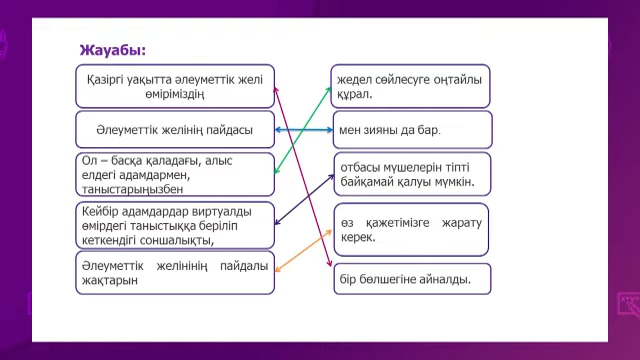 Жауабы:
Қазіргі уақытта әлеуметтік желі
өміріміздің
Әлеуметтік желінің пайдасы
Ол – басқа қаладағы, алыс
елдегі адамдармен,
таныстарыңызбен
Кейбір адамдардар виртуалды
өмірдегі таныстыққа беріліп
кеткендігі соншалықты,
Әлеуметтік желінінің пайдалы
жақтарын
жедел сөйлесуге оңтайлы
құрал.
мен зияны да бар.
отбасы мүшелерін тіпті
байқамай қалуы мүмкін.
өз қажетімізге жарату
керек.
бір бөлшегіне айналды.